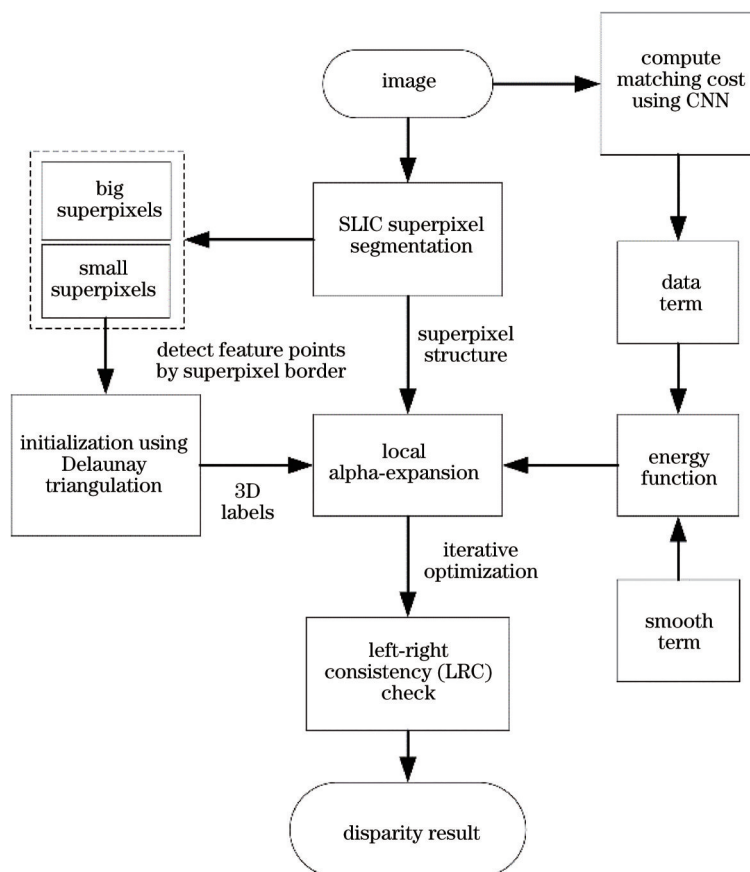 image
compute
matching cost
using CNN
big
superpixels
small
superpixels
SLIC superpixel
segmentation
data
term
superpixel
structure
detect feature points
by superpixel border
initialization using
Delaunay
triangulation
3D
labels
local
alpha-expansion
energy
function
iterative
optimization
smooth
term
left-right
consistency (LRC)
check
disparity result